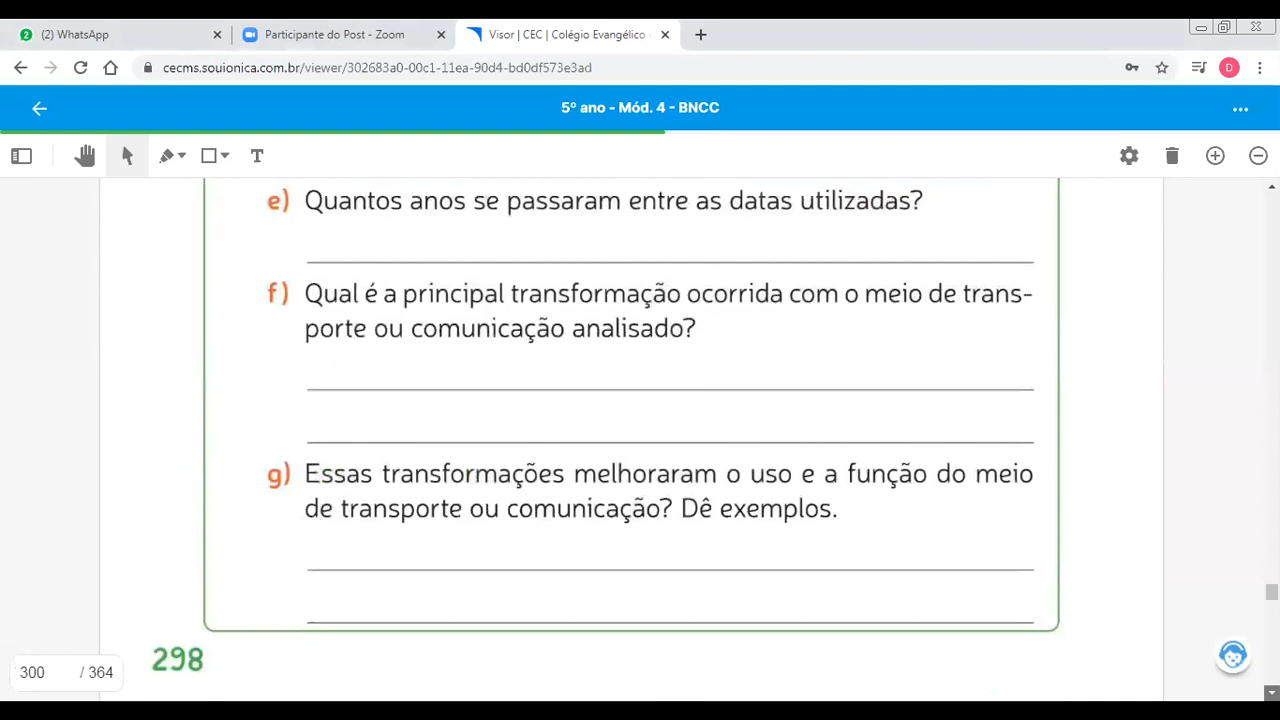 2 (2) WhatsApp
Participante do Post - Zoom
Visor | CEC | Colégio Evangélico
cecms.souionica.com.br/viewer/302683a0-00c1-11ea-90d4-bd0df573e3ad
D
5º ano - Mód. 4 - BNCC
T
e) Quantos anos se passaram entre as datas utilizadas?
f) Qual é a principal transformação ocorrida com o meio de trans-
porte ou comunicação analisado?
g) Essas transformações melhoraram o uso e a função do meio
de transporte ou comunicação? Dê exemplos.
298
300 / 364